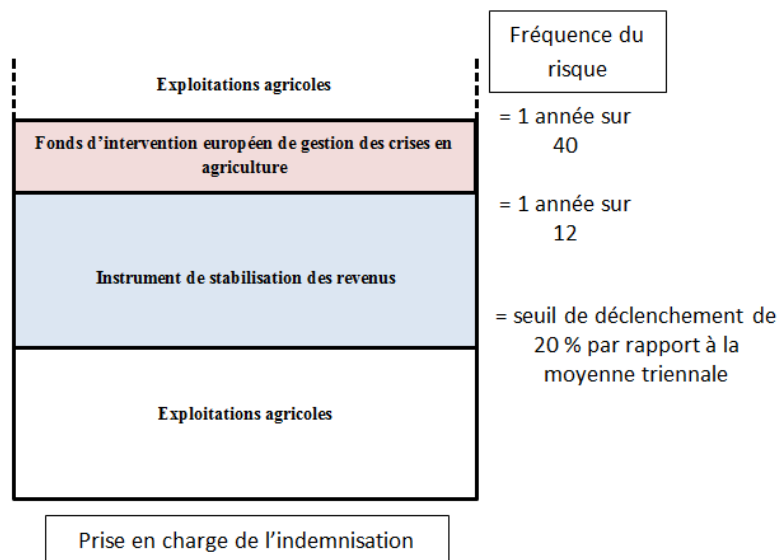 Fréquence du
risque
Exploitations agricoles
= 1 année sur
40
Fonds d'intervention européen de gestion des crises en
agriculture
= 1 année sur
12
Instrument de stabilisation des revenus
= seuil de déclenchement de
20 % par rapport à la
moyenne triennale
Exploitations agricoles
Prise en charge de l'indemnisation